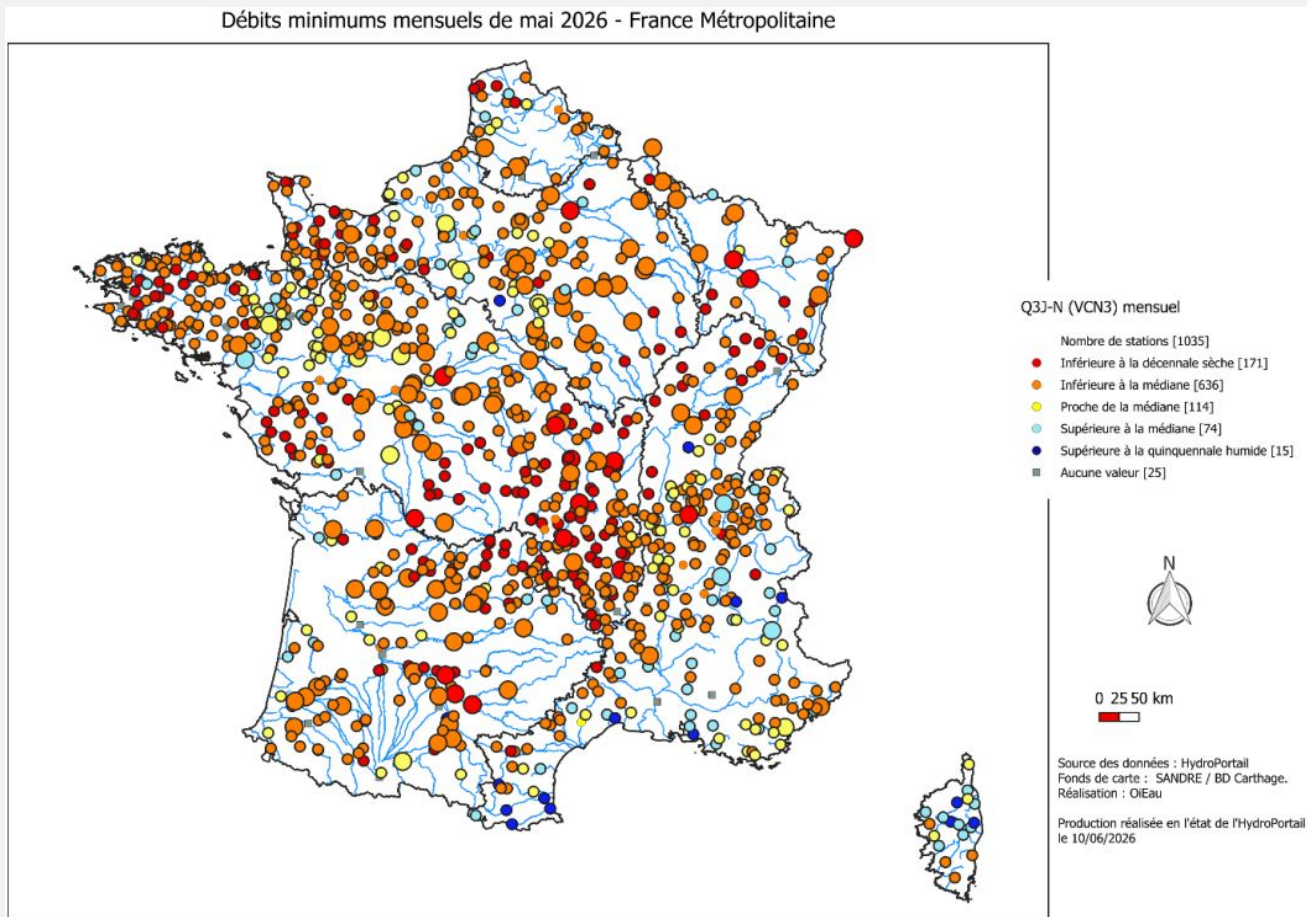 Débits minimums mensuels de mai 2026 - France Métropolitaine
Q3J-N (VCN3) mensuel
Nombre de stations [1035]
Inférieure à la décennale sèche [171]
Inférieure à la médiane [636]
Proche de la médiane [114]
Supérieure à la médiane [74]
Supérieure à la quinquennale humide [15]
Aucune valeur [25]
N
0 25 50 km
Source des données : HydroPortail
Fonds de carte : SANDRE / BD Carthage.
Réalisation : OiEau
Production réalisée en l'état de l'HydroPortail
le 10/06/2026